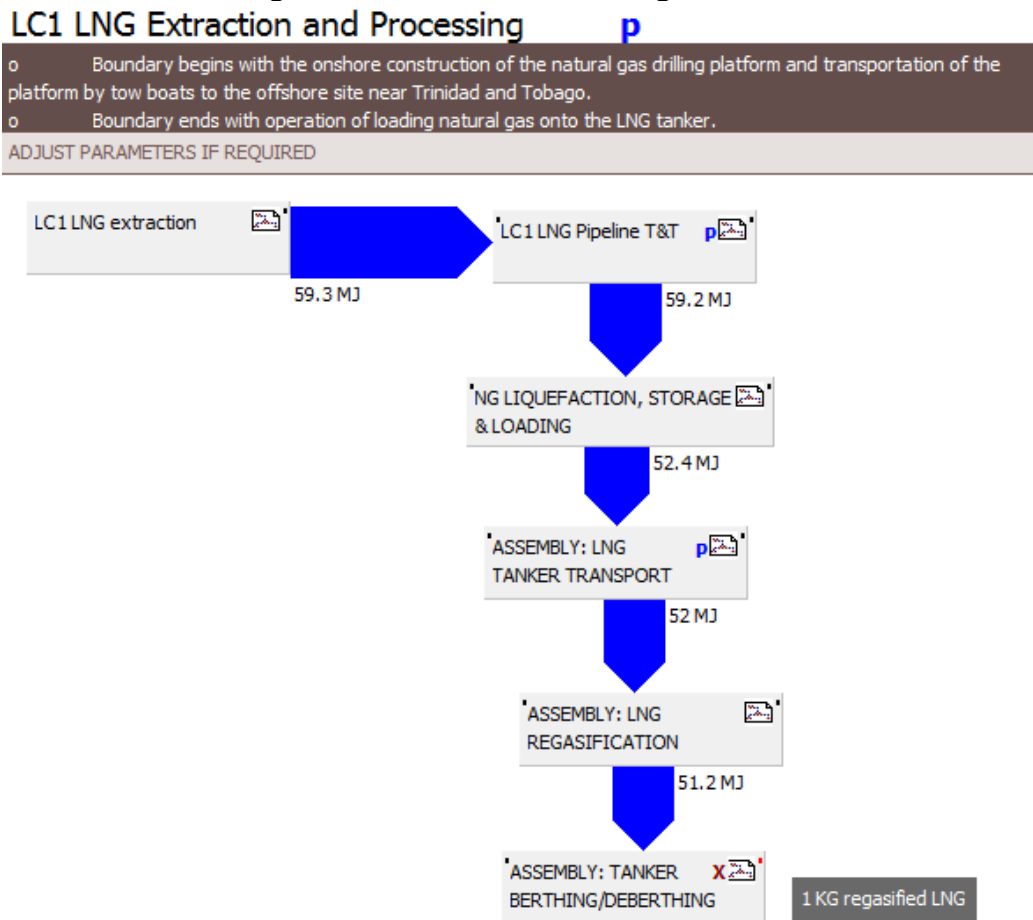 LC1 LNG Extraction and Processing p
o Boundary begins with the onshore construction of the natural gas drilling platform and transportation of the
platform by tow boats to the offshore site near Trinidad and Tobago.
o Boundary ends with operation of loading natural gas onto the LNG tanker.
ADJUST PARAMETERS IF REQUIRED
LC1 LNG extraction
59.3 MJ
LC1 LNG Pipeline T&T p
59.2 MJ
NG LIQUEFACTION, STORAGE
& LOADING
52.4 MJ
ASSEMBLY: LNG p
TANKER TRANSPORT
52 MJ
ASSEMBLY: LNG
REGASIFICATION
51.2 MJ
ASSEMBLY: TANKER X
BERTHING/DEBERTHING
1 KG regasified LNG